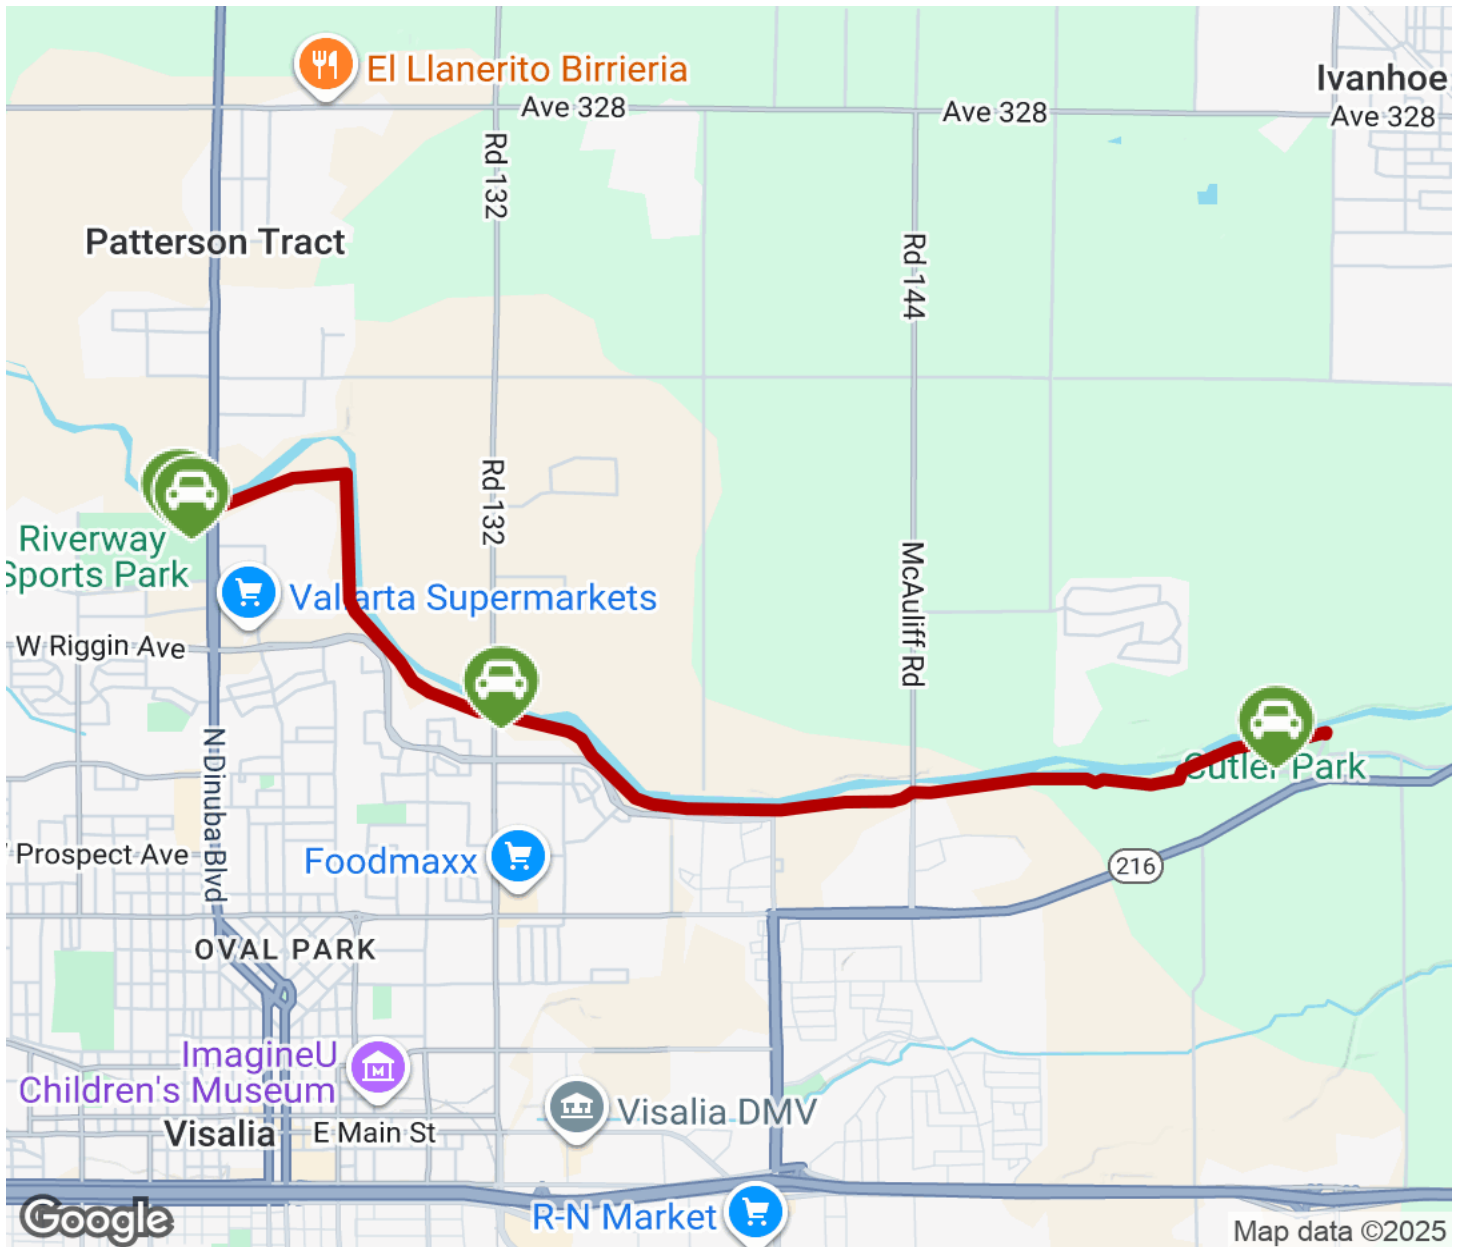 El Llanerito Birrieria
Ivanhoe
Ave 328
Ave 328
Ave 328
Rd 132
Patterson Tract
Rd 144
Rd 132
Riverway
Sports Park
Vallarta Supermarkets
McAuliff Rd
W Riggin Ave
N Dinuba Blvd
Cutler Park
Prospect Ave
Foodmaxx
216
OVAL PARK
ImagineU
Children's Museum
M
Visalia DMV
Visalia
E Main St
R-N Market
Google
Map data ©2025